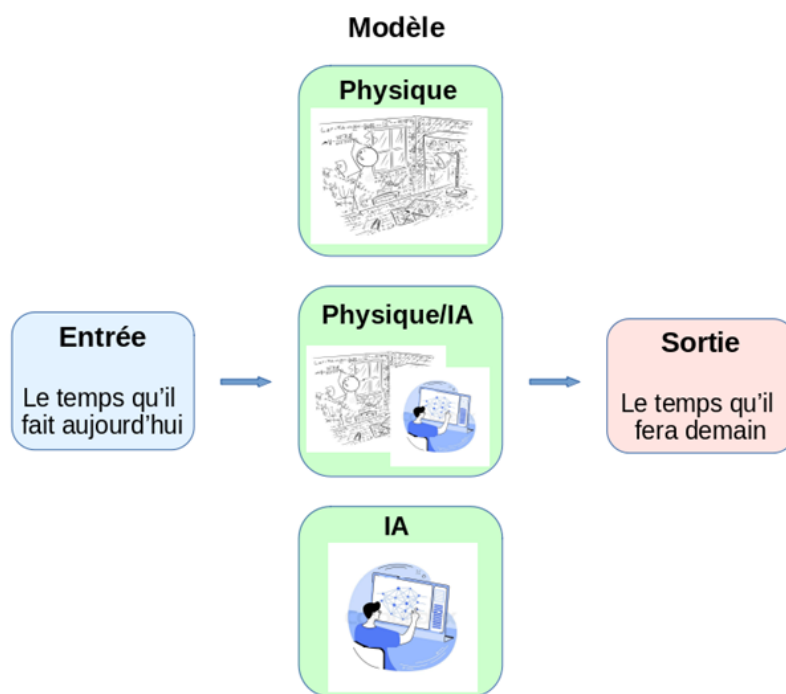 Modèle
Physique
Physique/IA
Entrée
Le temps qu'il
fait aujourd'hui
Sortie
Le temps qu'il
fera demain
IA